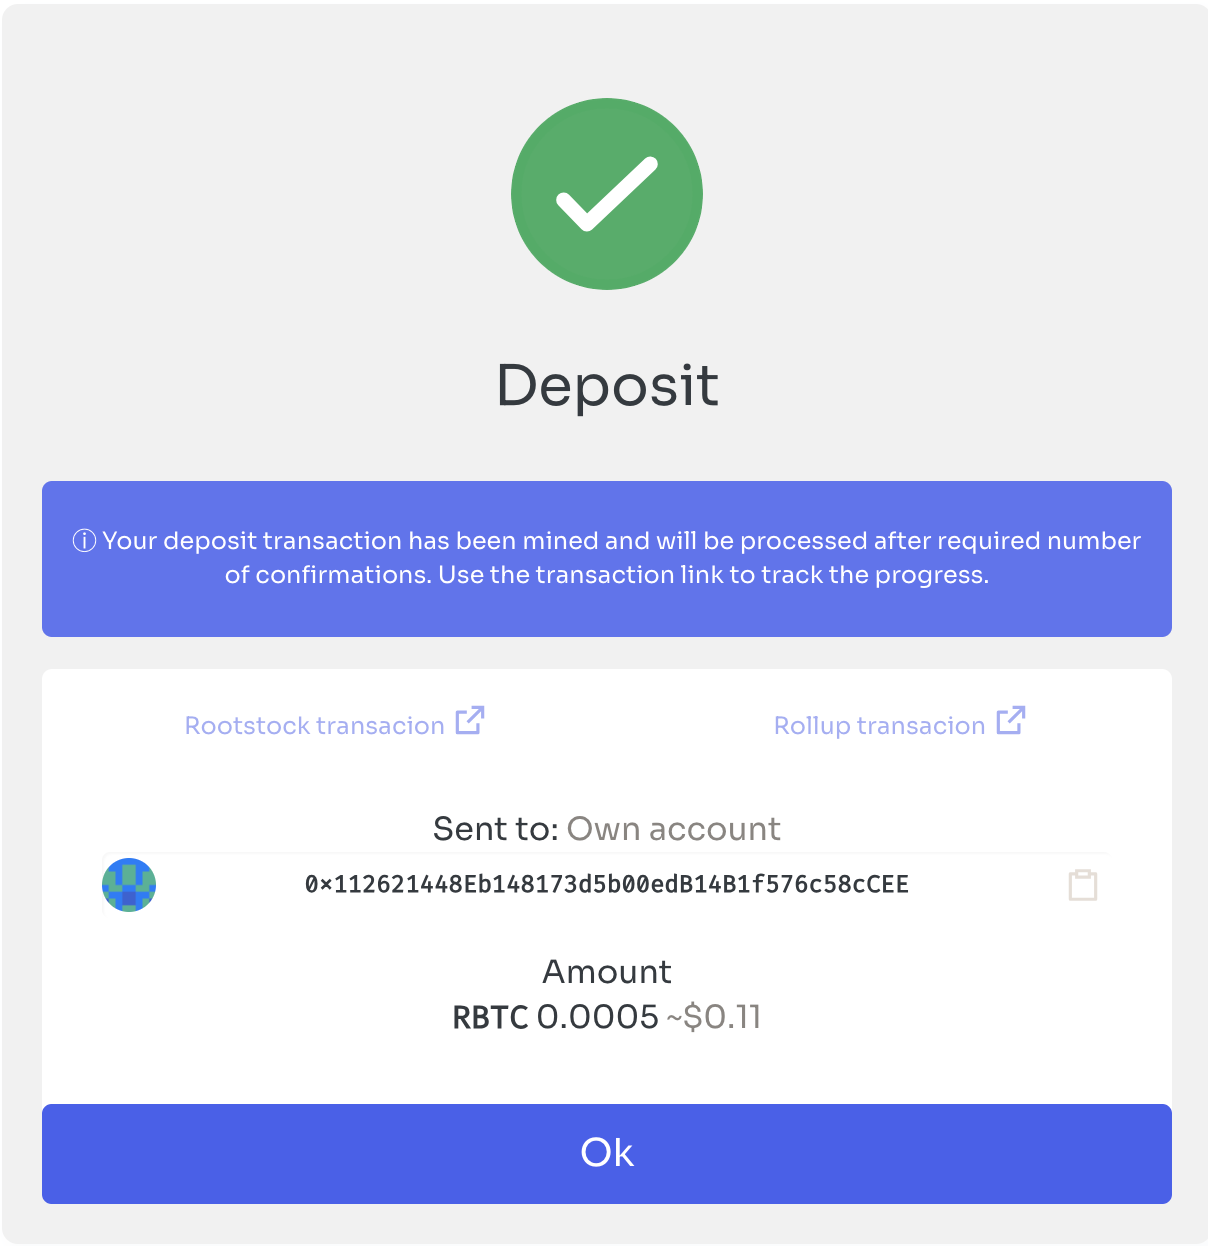 Deposit
ⓘ Your deposit transaction has been mined and will be processed after required number
of confirmations. Use the transaction link to track the progress.
Rootstock transacion
Rollup transacion
Sent to: Own account
0×112621448Eb148173d5b00edB14B1f576c58cCEE
Amount
RBTC 0.0005 ~$0.11
Ok